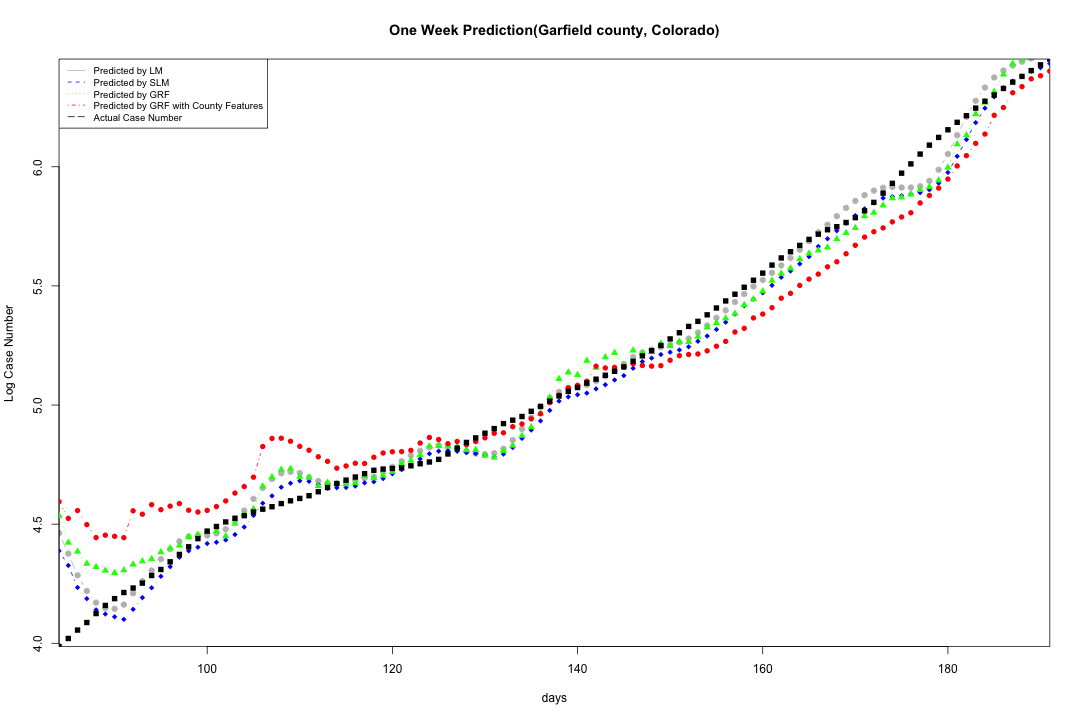 One Week Prediction(Garfield county, Colorado)
Predicted by LM
Predicted by SLM
Predicted by GRF
Predicted by GRF with County Features
Actual Case Number
6.0
5.5
5.0
4.5
4.0
Log Case Number
100 120 140 160 180
days